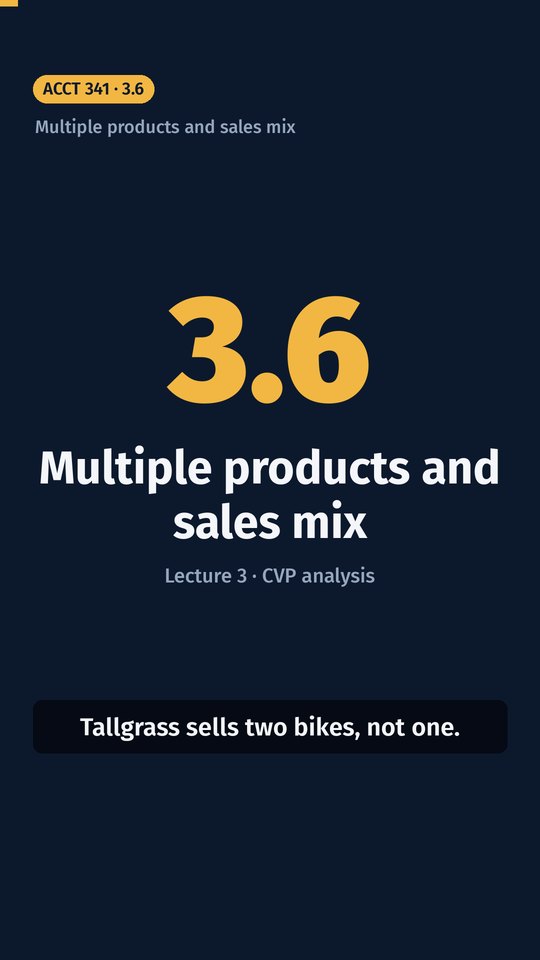 ACCT 341 · 3.6
Multiple products and sales mix
3.6
Multiple products and
sales mix
Lecture 3 · CVP analysis
Tallgrass sells two bikes, not one.